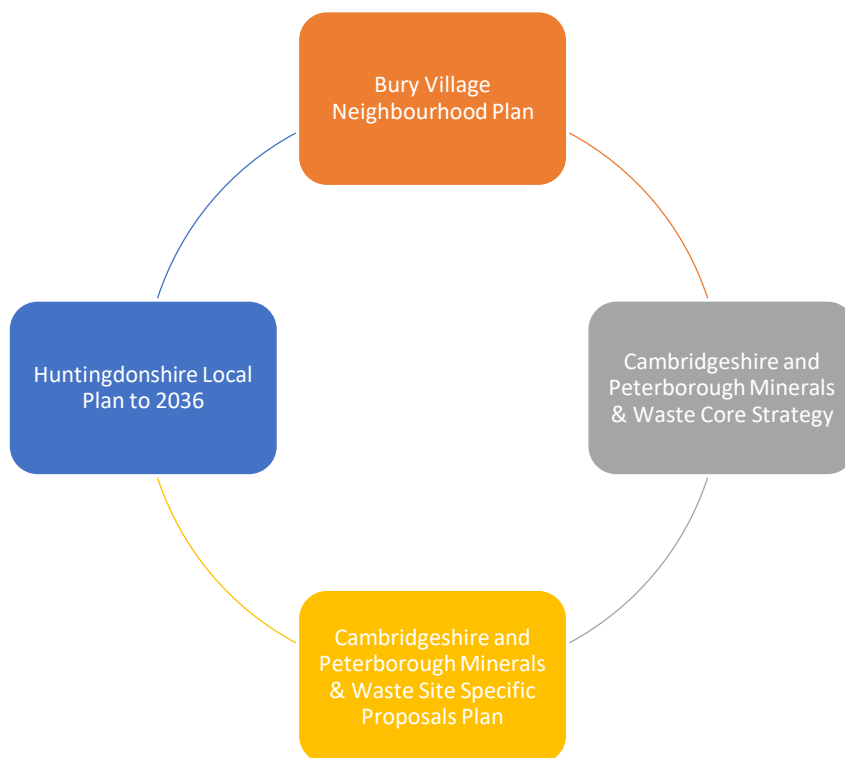 Bury Village
Neighbourhood Plan
Huntingdonshire Local
Plan to 2036
Cambridgeshire and
Peterborough Minerals
& Waste Core Strategy
Cambridgeshire and
Peterborough Minerals
& Waste Site Specific
Proposals Plan